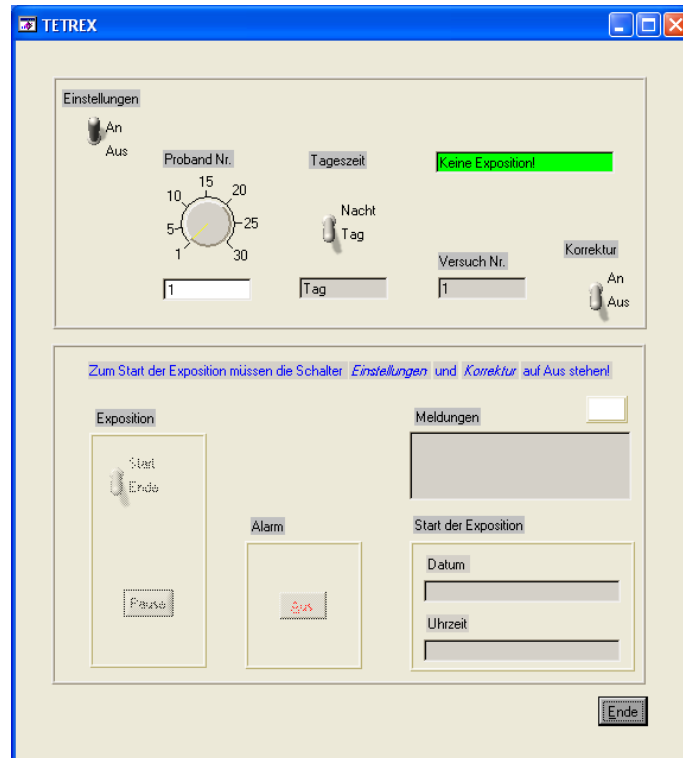 TETREX
Einstellungen
An
Aus
Proband Nr.
Tageszeit
Keine Exposition!
15
10
20
5
25
1
30
Nacht
Tag
Versuch Nr.
Korrektur
An
Aus
1
Tag
1
Zum Start der Exposition müssen die Schalter Einstellungen und Korrektur auf Aus stehen!
Exposition
Meldungen
Start
Ende
Alarm
Start der Exposition
Datum
Pause
Aus
Uhrzeit
Ende